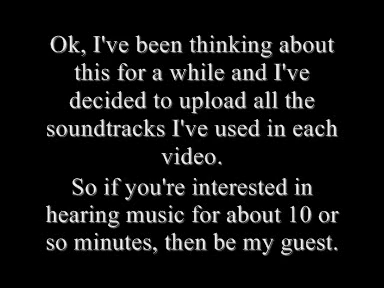 Ok, I've been thinking about
this for a while and I've
decided to upload all the
soundtracks I've used in each
video.
So if you're interested in
hearing music for about 10 or
so minutes, then be my guest.